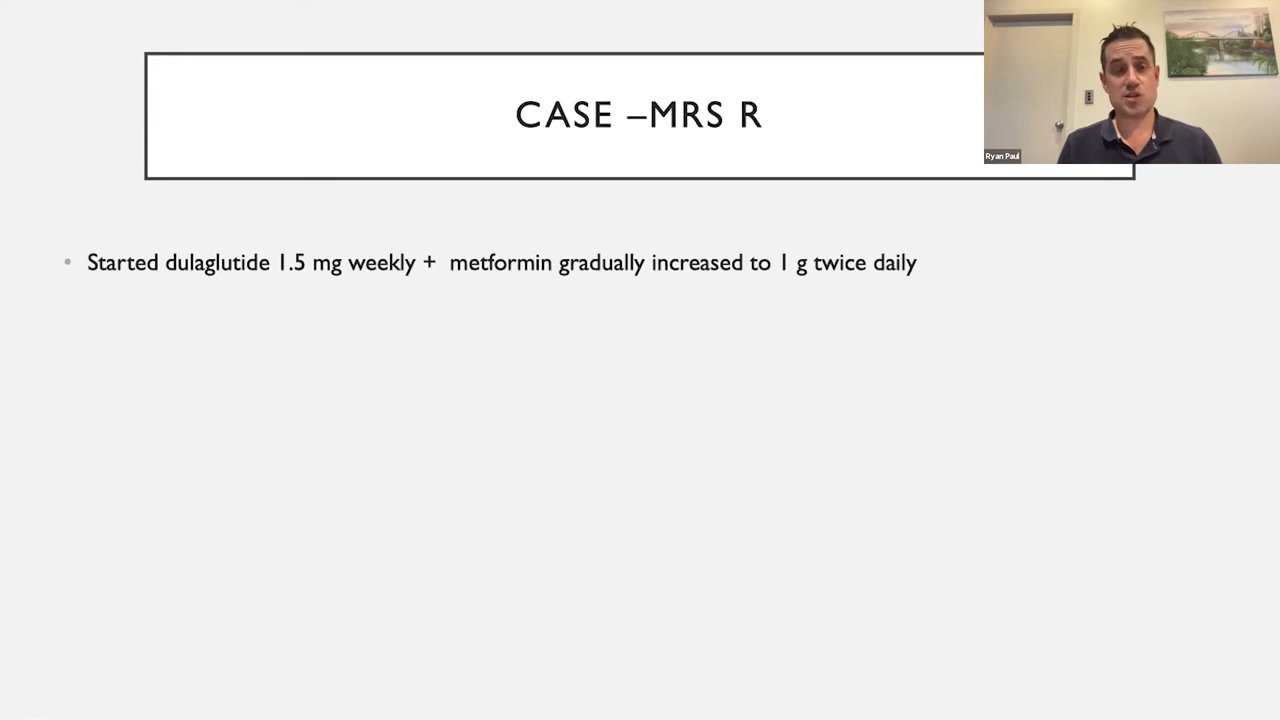 CASE –MRS R
Ryan Paul
• Started dulaglutide 1.5 mg weekly + metformin gradually increased to 1 g twice daily